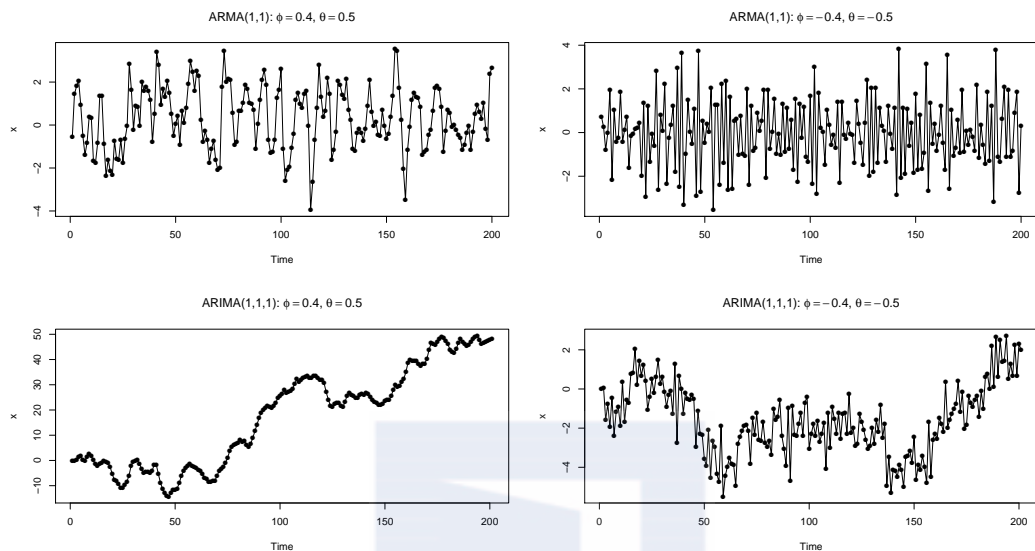 ARMA(1,1): ϕ = 0.4, θ = 0.5
x
−4 −2 0 2
0 50 100 150 200
Time
ARMA(1,1): ϕ = −0.4, θ = −0.5
x
−2 0 2 4
0 50 100 150 200
Time
ARIMA(1,1,1): ϕ = 0.4, θ = 0.5
x
−10 0 10 20 30 40 50
0 50 100 150 200
Time
ARIMA(1,1,1): ϕ = −0.4, θ = −0.5
x
−4 −2 0 2
0 50 100 150 200
Time